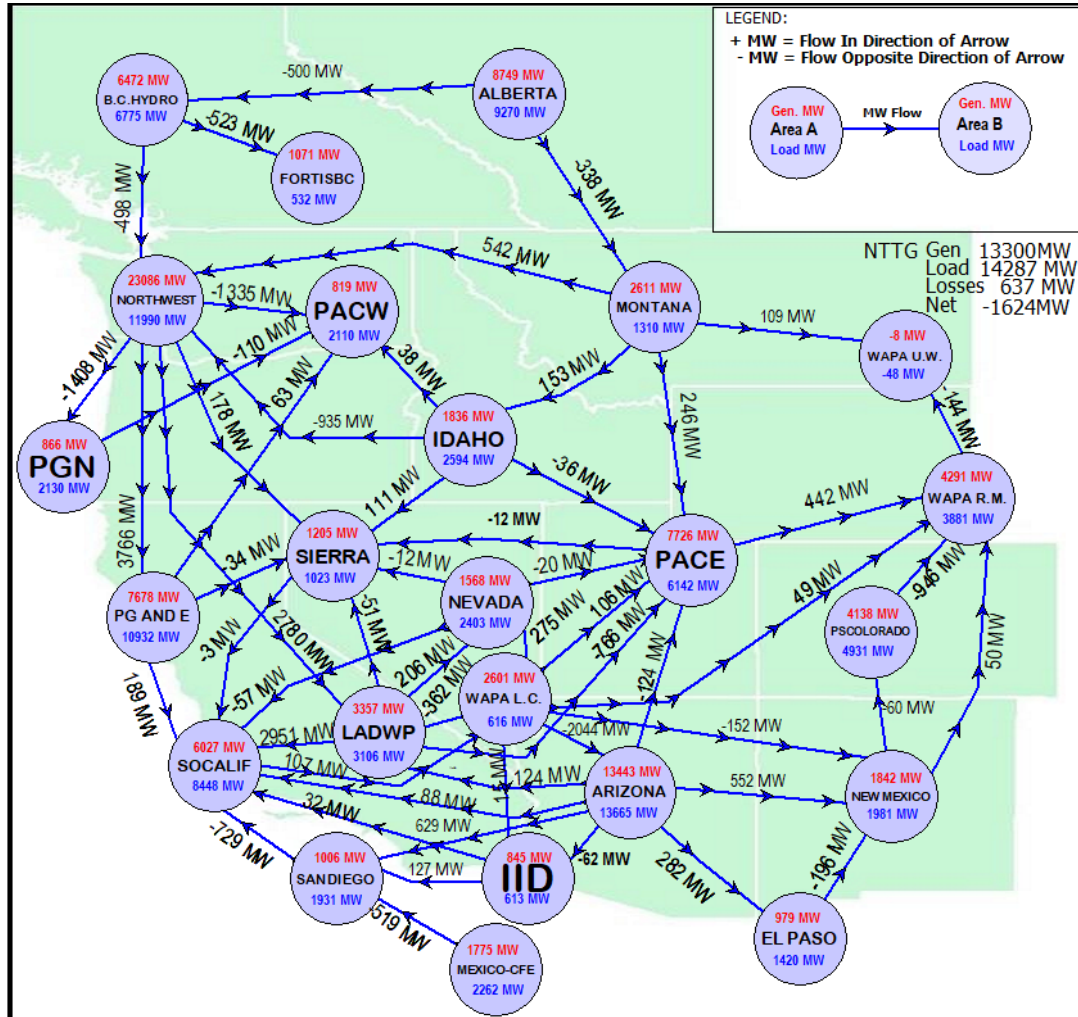 LEGEND:
+ MW = Flow In Direction of Arrow
- MW = Flow Opposite Direction of Arrow
Gen. MW
Area A
Load MW
MW Flow
Gen. MW
Area B
Load MW
NTTG Gen 13300MW
Load 14287 MW
Losses 637 MW
Net -1624MW
6472 MW
B.C.HYDRO
6775 MW
-500 MW
8749 MW
ALBERTA
9270 MW
-523 MW
1071 MW
FORTISBC
532 MW
-498 MW
-338 MW
542 MW
23086 MW
NORTHWEST
11990 MW
-1335 MW
819 MW
PACW
2110 MW
2611 MW
MONTANA
1310 MW
109 MW
-8 MW
WAPA U.W.
-48 MW
-1408 MW
-110 MW
63 MW
178 MW
38 MW
153 MW
246 MW
-144 MW
-935 MW
866 MW
PGN
2130 MW
1836 MW
IDAHO
2594 MW
-36 MW
111 MW
3766 MW
442 MW
4291 MW
WAPA R.M.
3881 MW
-12 MW
1205 MW
SIERRA
1023 MW
-34 MW
-12 MW
-20 MW
7726 MW
PACE
6142 MW
1568 MW
NEVADA
2403 MW
7678 MW
PG AND E
10932 MW
-3 MW
2780 MW
-51 MW
275 MW
106 MW
-766 MW
49 MW
-946 MW
4138 MW
PSCOLORADO
4931 MW
50 MW
189 MW
-57 MW
206 MW
-362 MW
2601 MW
WAPA L.C.
616 MW
-124 MW
-60 MW
-152 MW
-2044 MW
3357 MW
LADWP
3106 MW
2951 MW
6027 MW
SOCALIF
8448 MW
107 MW
-124 MW
88 MW
13443 MW
ARIZONA
13665 MW
552 MW
1842 MW
NEW MEXICO
1981 MW
32 MW
629 MW
-729 MW
1006 MW
SAN DIEGO
1931 MW
127 MW
845 MW
IID
613 MW
-62 MW
282 MW
-196 MW
979 MW
EL PASO
1420 MW
-519 MW
1775 MW
MEXICO-CFE
2262 MW